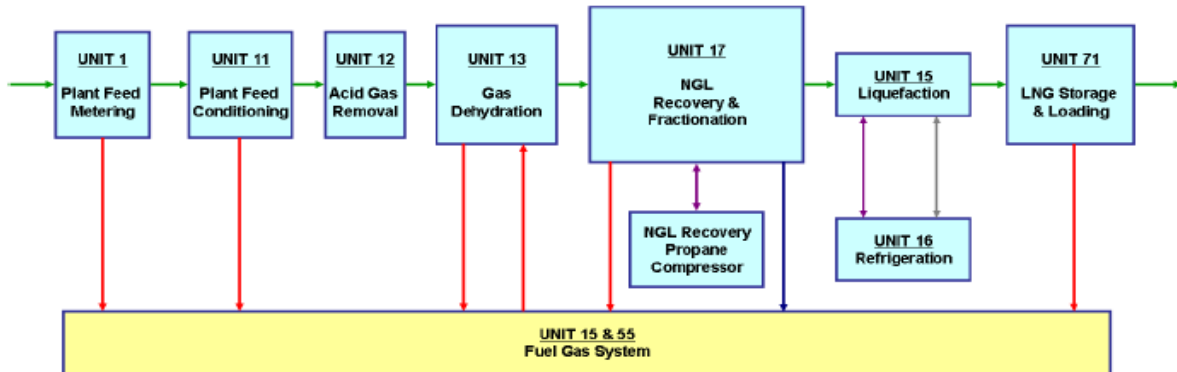 UNIT 1
Plant Feed
Metering
UNIT 11
Plant Feed
Conditioning
UNIT 12
Acid Gas
Removal
UNIT 13
Gas
Dehydration
UNIT 17
NGL
Recovery &
Fractionation
UNIT 15
Liquefaction
UNIT 71
LNG Storage
& Loading
NGL Recovery
Propane
Compressor
UNIT 16
Refrigeration
UNIT 15 & 55
Fuel Gas System